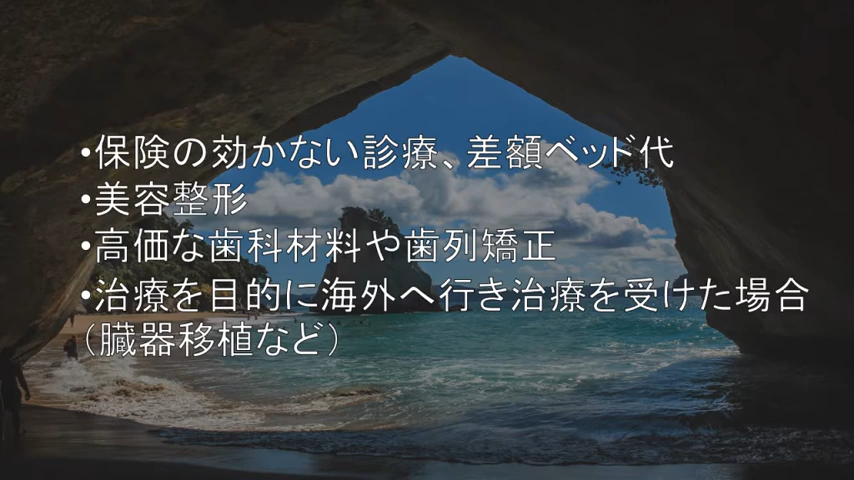 •保険の効かない診療、差額ベッド代
•美容整形
•高価な歯科材料や歯列矯正
•治療を目的に海外へ行き治療を受けた場合
（臓器移植など）